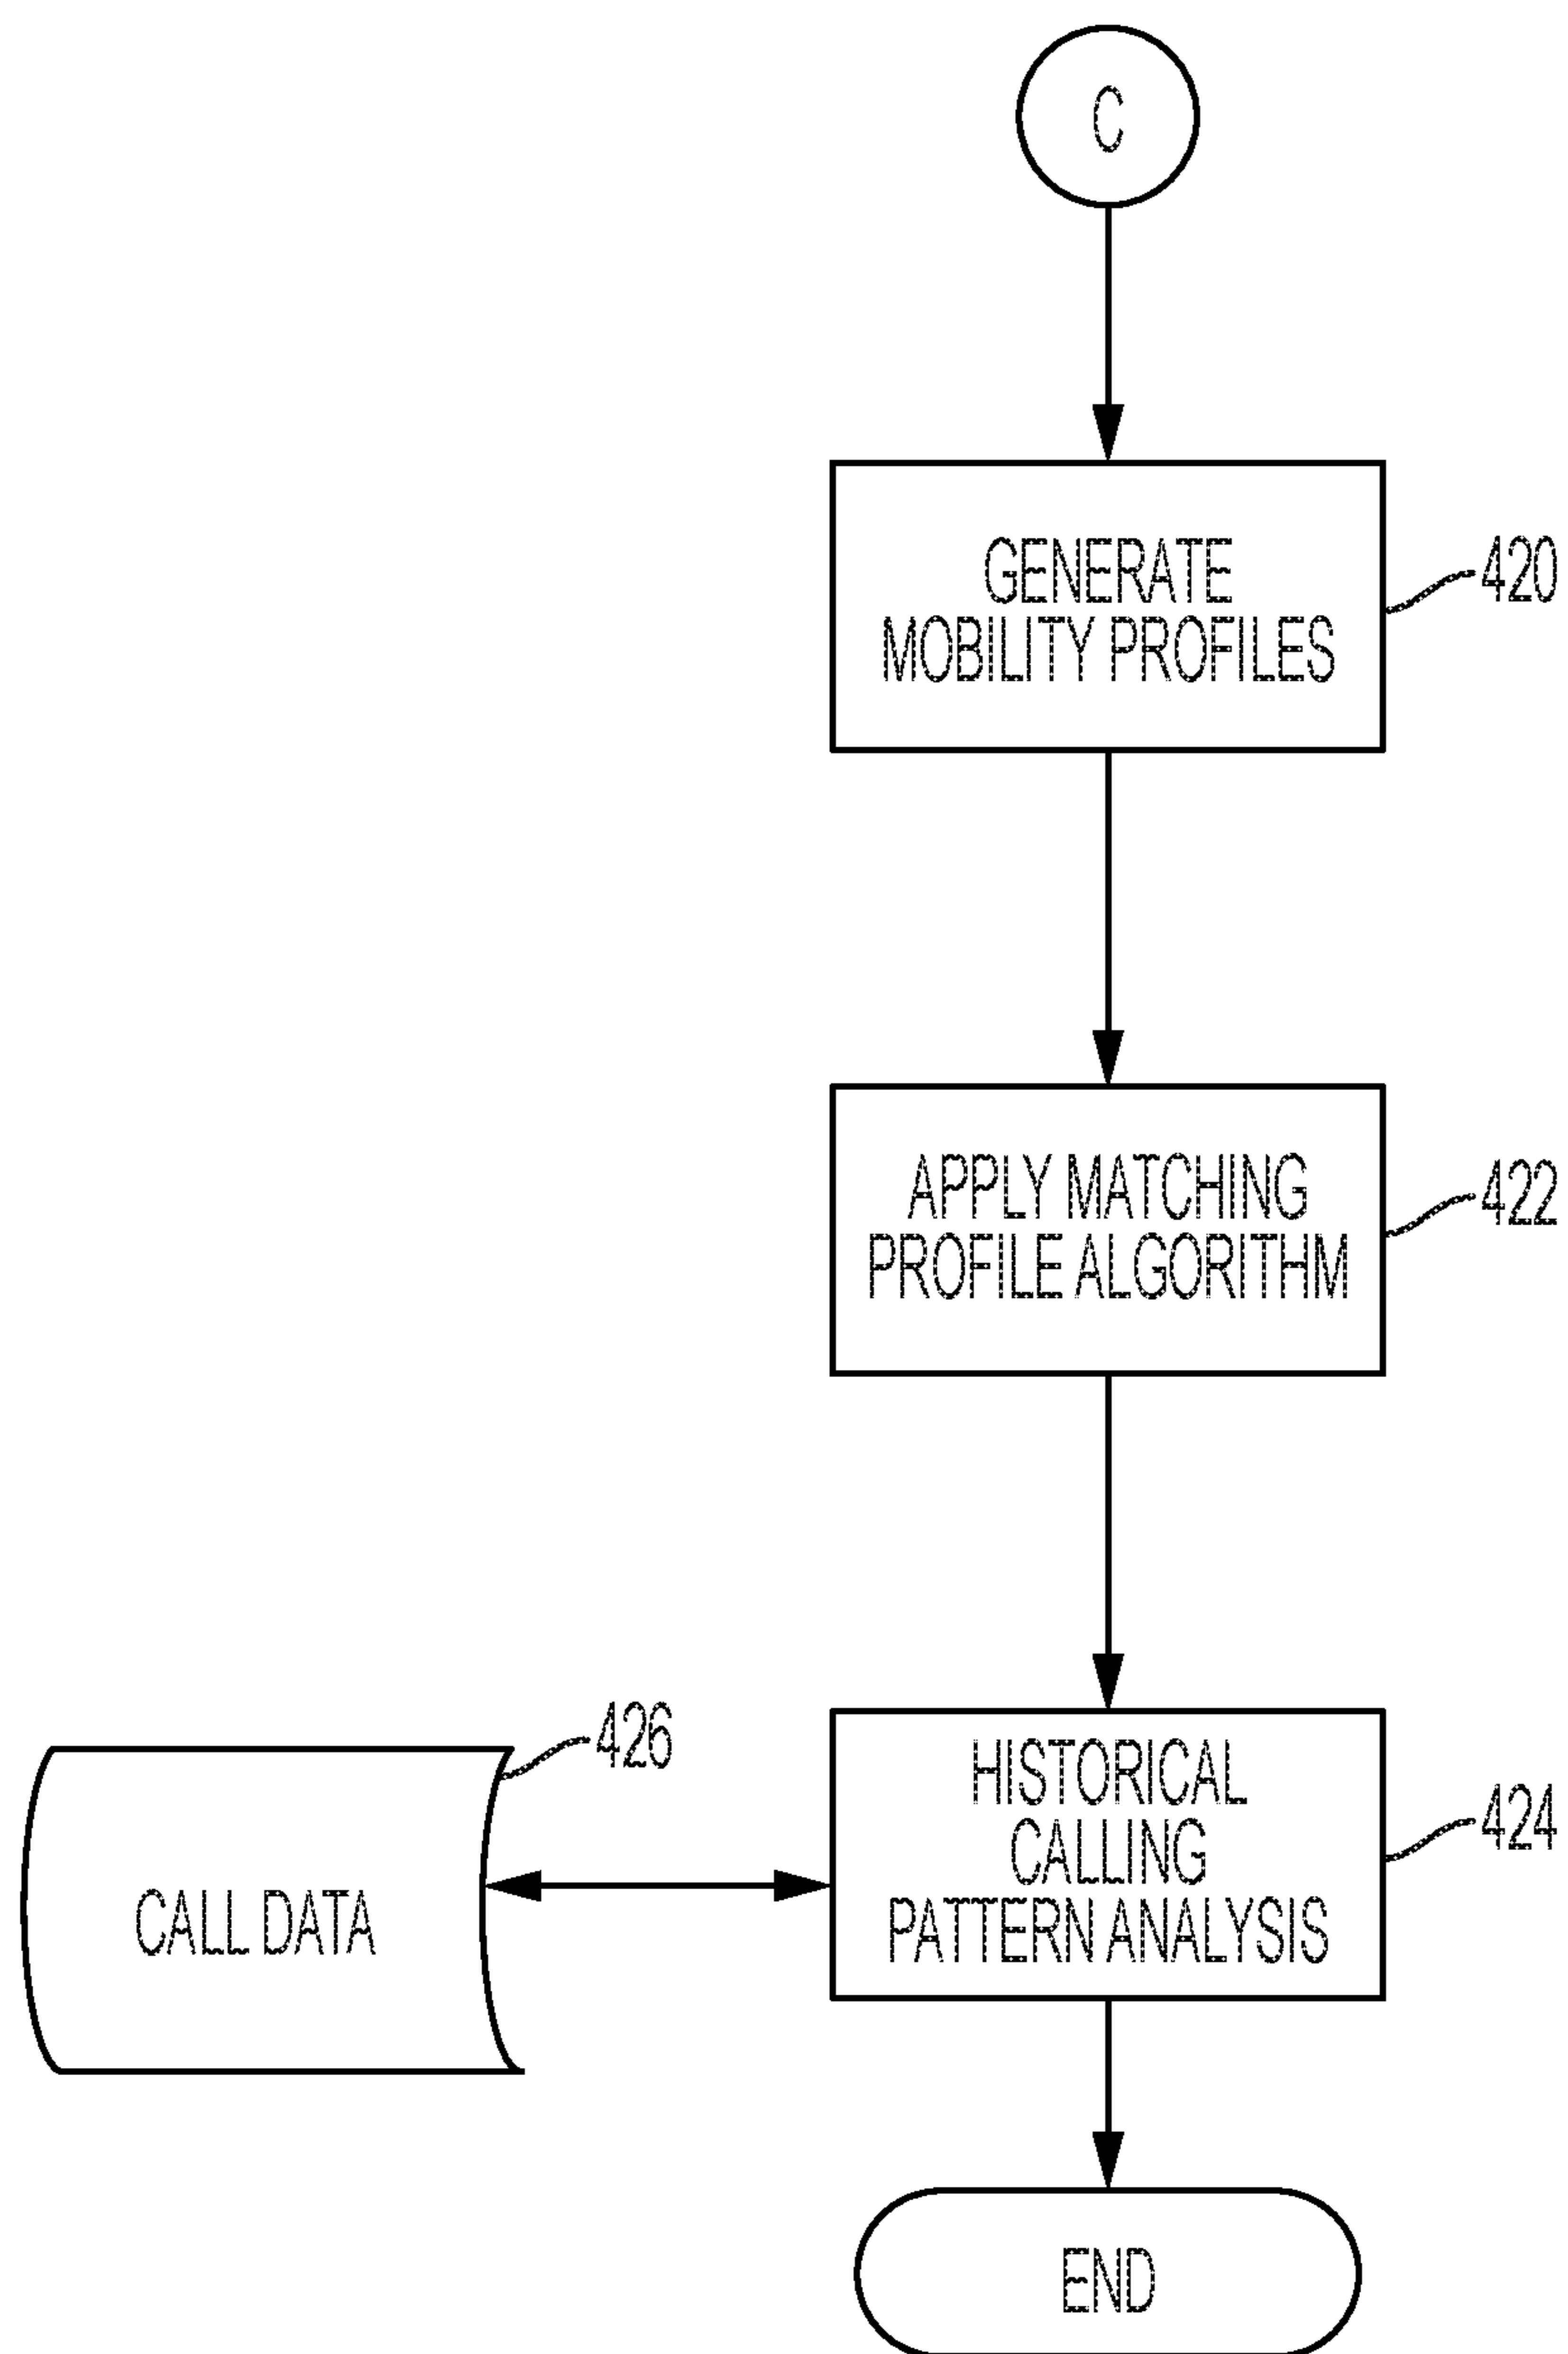 C
GENERATE
MOBILITY PROFILES
420
APPLY MATCHING
PROFILE ALGORITHM
422
HISTORICAL
CALLING
PATTERN ANALYSIS
424
426
CALL DATA
END